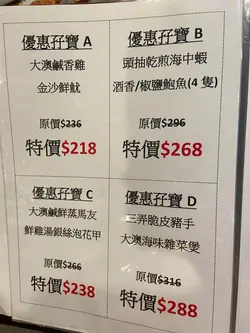 優惠孖寶 A
大澳鹹香雞
金沙鮮魷
原價$236
特價$218
優惠孖寶 B
頭抽乾煎海中蝦
酒香/椒鹽鮑魚(4 隻)
原價$296
特價$268
優惠孖寶 C
大澳鹹鮮蒸馬友
鮮雞湯銀絲泡花甲
原價$266
特價$238
優惠孖寶 D
三弄脆皮豬手
大澳海味雜菜煲
原價$316
特價$288